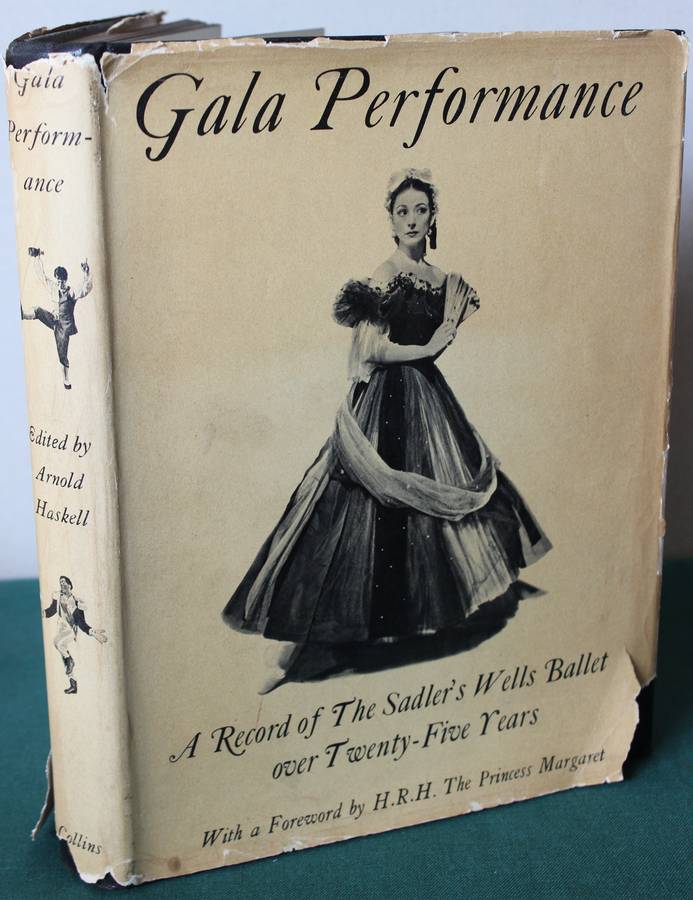 Gala
Perform-
ance
Edited by
Arnold
Haskell
Collins
Gala Performance
A Record of The Sadler's Wells Ballet
over Twenty-Five Years
With a Foreword by H.R.H. The Princess Margaret